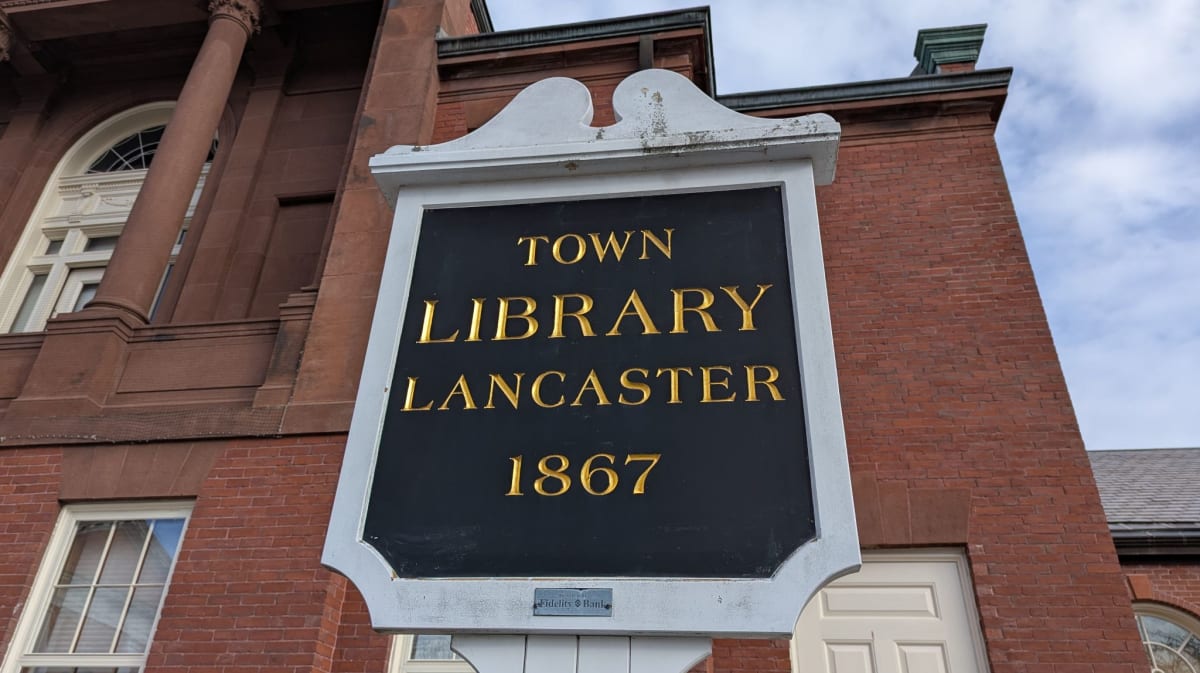 TOWN
LIBRARY
LANCASTER
1867
Fidelity Bank